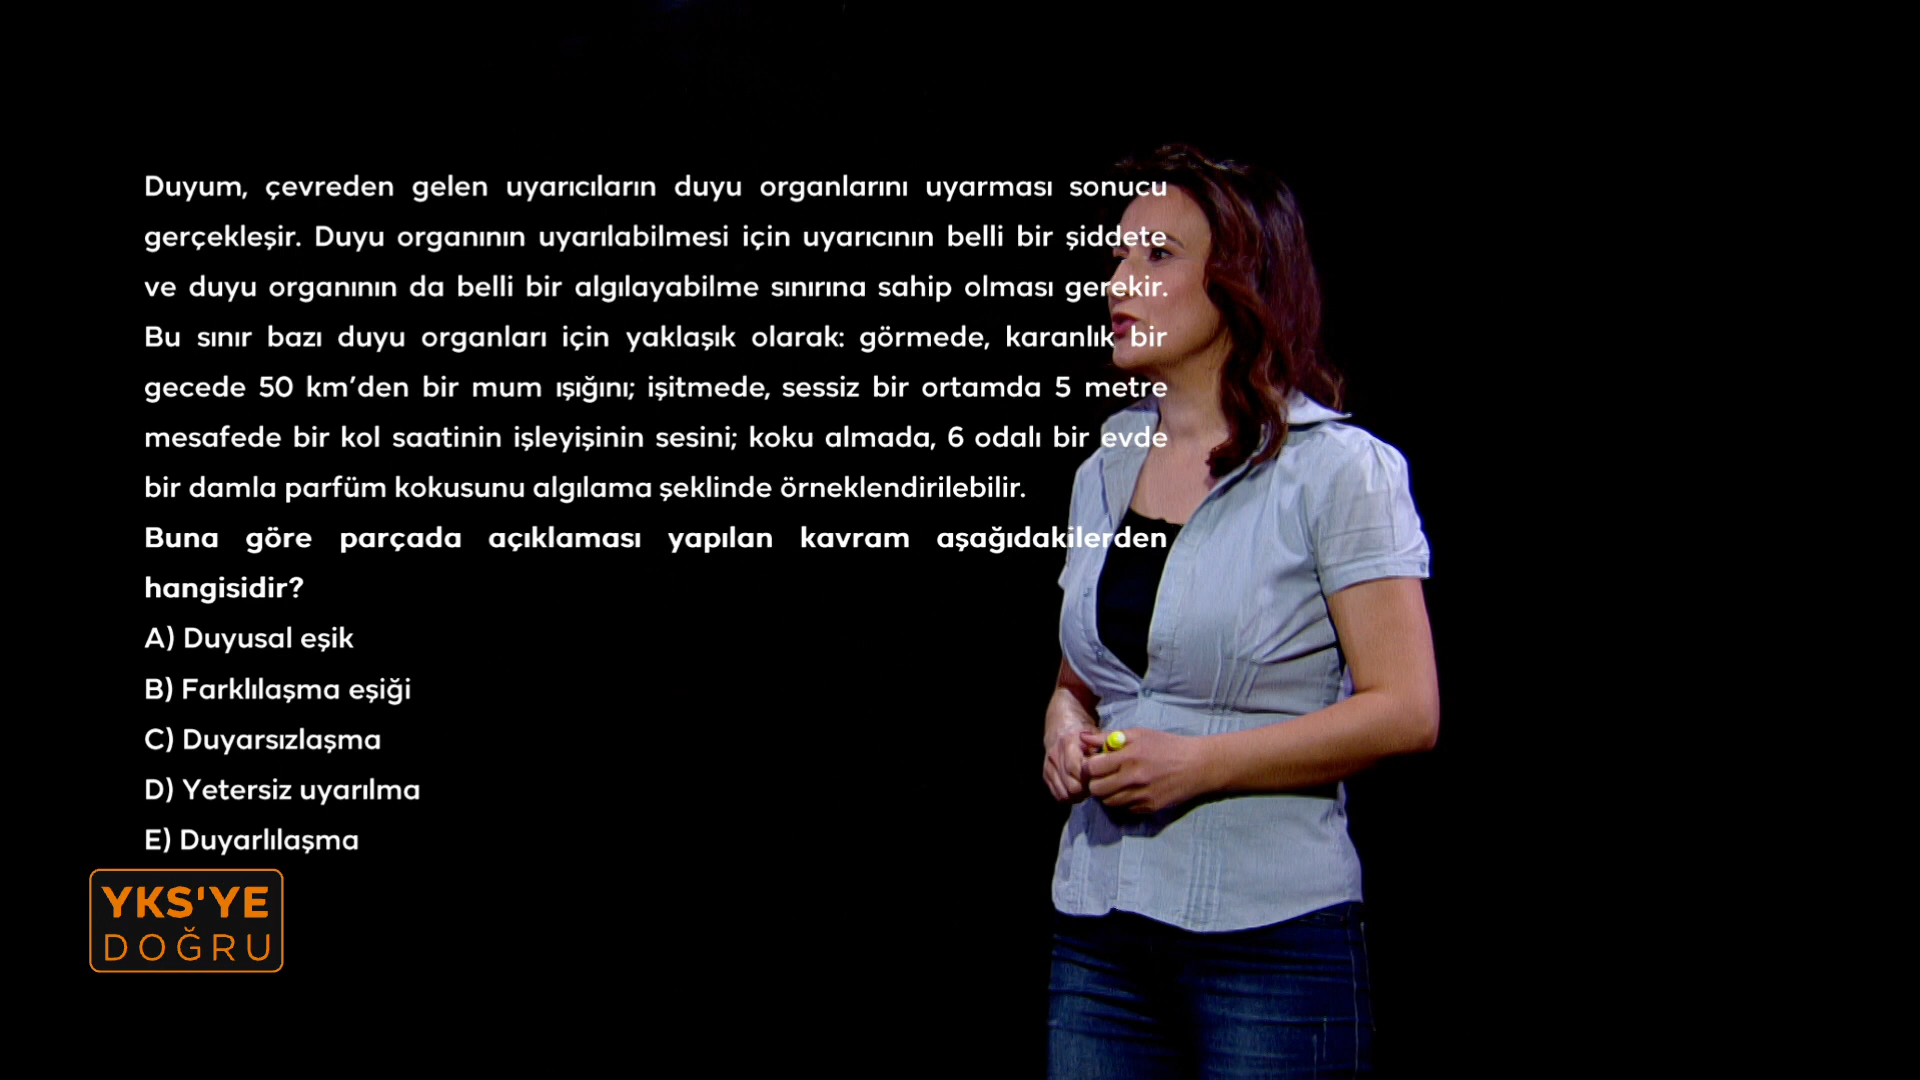 Duyum, çevreden gelen uyarıcıların duyu organlarını uyarması sonucu
gerçekleşir. Duyu organının uyarılabilmesi için uyarıcının belli bir şiddete
ve duyu organının da belli bir algılayabilme sınırına sahip olması gerekir.
Bu sınır bazı duyu organları için yaklaşık olarak: görmede, karanlık bir
gecede 50 km’den bir mum ışığını; işitmede, sessiz bir ortamda 5 metre
mesafede bir kol saatinin işleyişinin sesini; koku almada, 6 odalı bir evde
bir damla parfüm kokusunu algılama şeklinde örneklendirilebilir.
Buna göre parçada açıklaması yapılan kavram aşağıdakilerden
hangisidir?
A) Duyusal eşik
B) Farklılaşma eşiği
C) Duyarsızlaşma
D) Yetersiz uyarılma
E) Duyarlılaşma
YKS'YE
DOĞRU